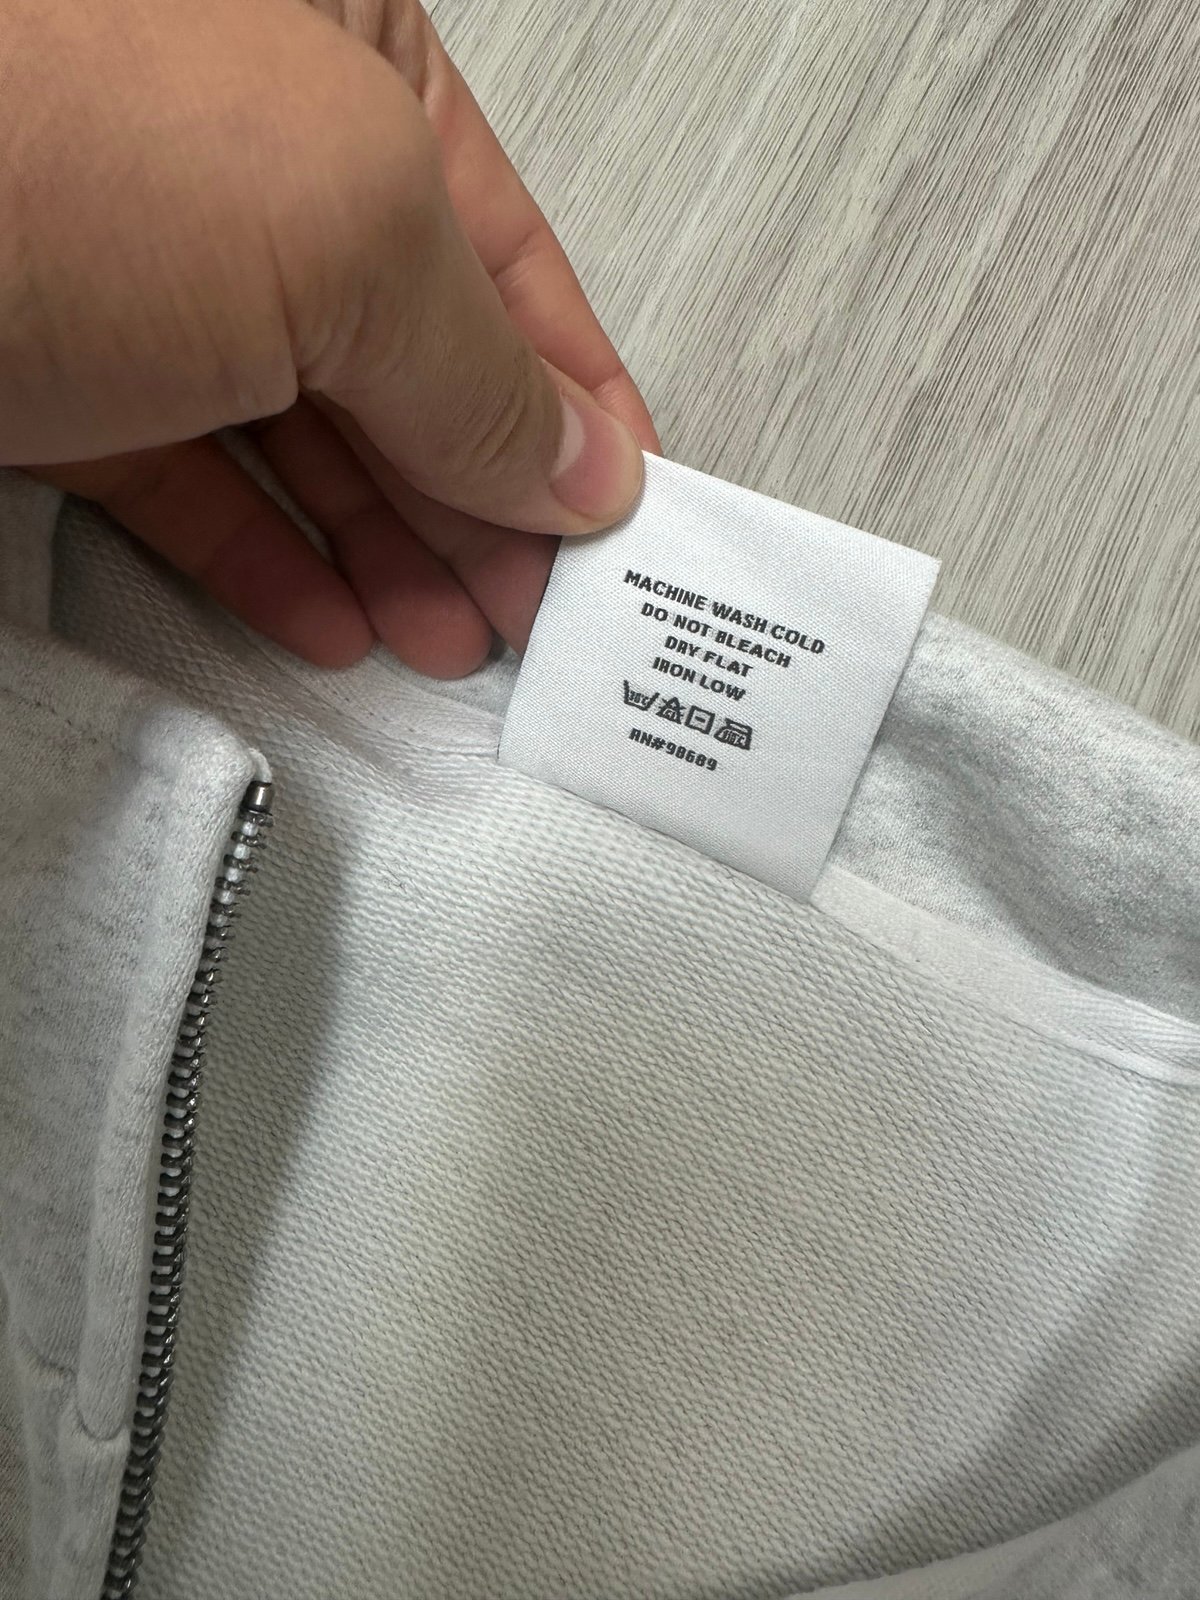 MACHINE WASH COLD
DO NOT BLEACH
DRY FLAT
IRON LOW
RN#98689